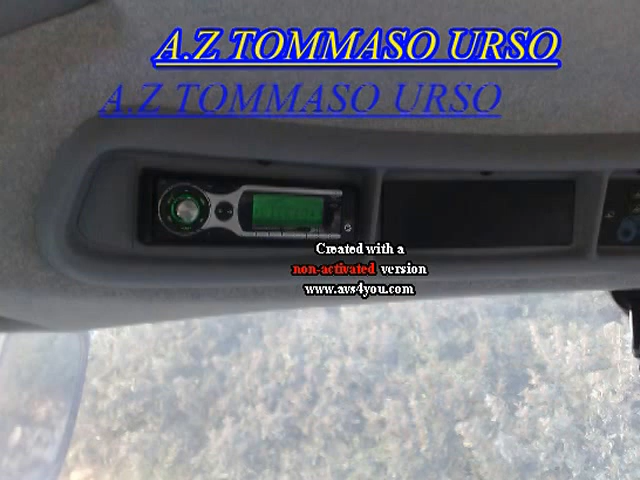 A.Z TOMMASO URSO
A.Z TOMMASO URSO
Created with a
non-activated version
www.avs4you.com